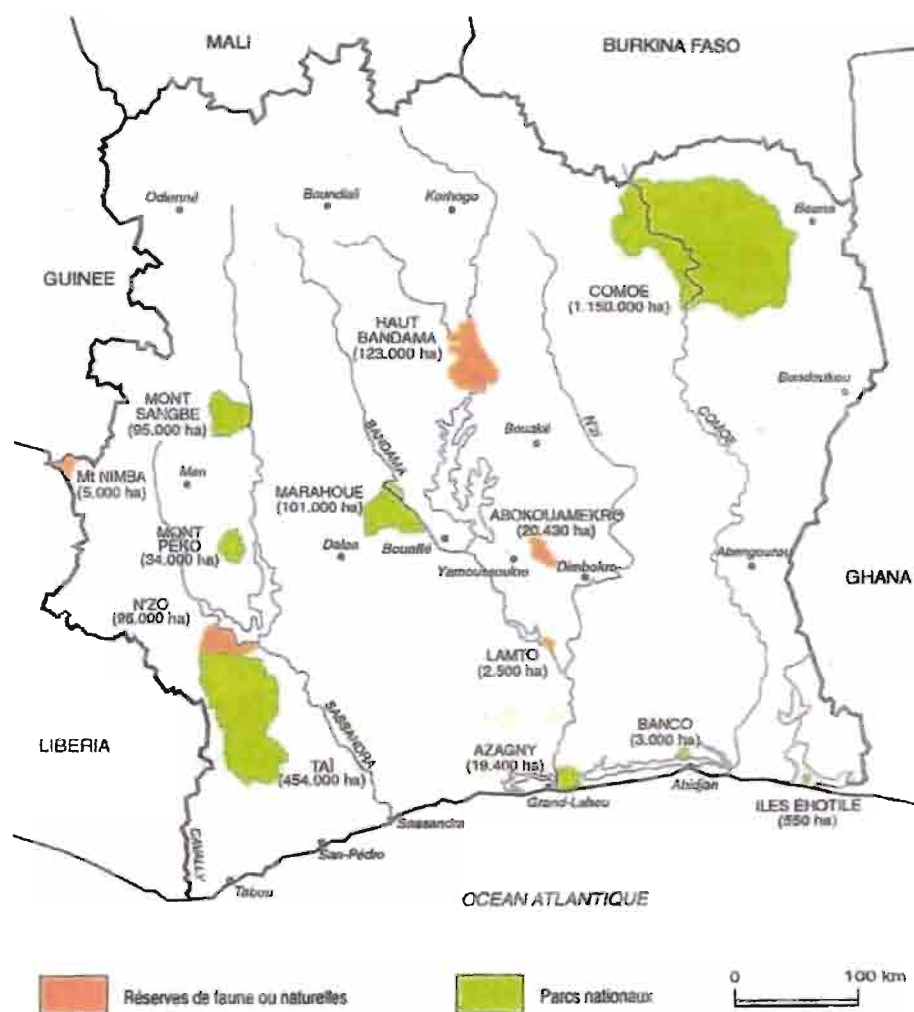 MALI
BURKINA FASO
Odienné
Boundiali
Korhogo
Bouna
GUINEE
COMOE
(1.150.000 ha)
HAUT
BANDAMA
(123.000 ha)
Bondoukou
MONT
SANGBE
(95.000 ha)
BANDAMA
Bouaké
N'zi
COMOE
Mt NIMBA
(5.000 ha)
Man
MARAHOUE
(101.000 ha)
ABOKOUAMEKRO
(20.430 ha)
MONT
PEKO
(34.000 ha)
Daloa
Bouaflé
Yamoussoukro
Dimbokro
Abengourou
GHANA
N'ZO
(96.000 ha)
LAMTO
(2.500 ha)
SASSANDRA
LIBERIA
TAÏ
(454.000 ha)
AZAGNY
(19.400 ha)
BANCO
(3.000 ha)
Grand-Lahou
Abidjan
ILES ÉHOTILE
(550 ha)
Sassandra
San-Pédro
CAVALLY
Tabou
OCEAN ATLANTIQUE
Réserves de faune ou naturelles
Parcs nationaux
0
100 km